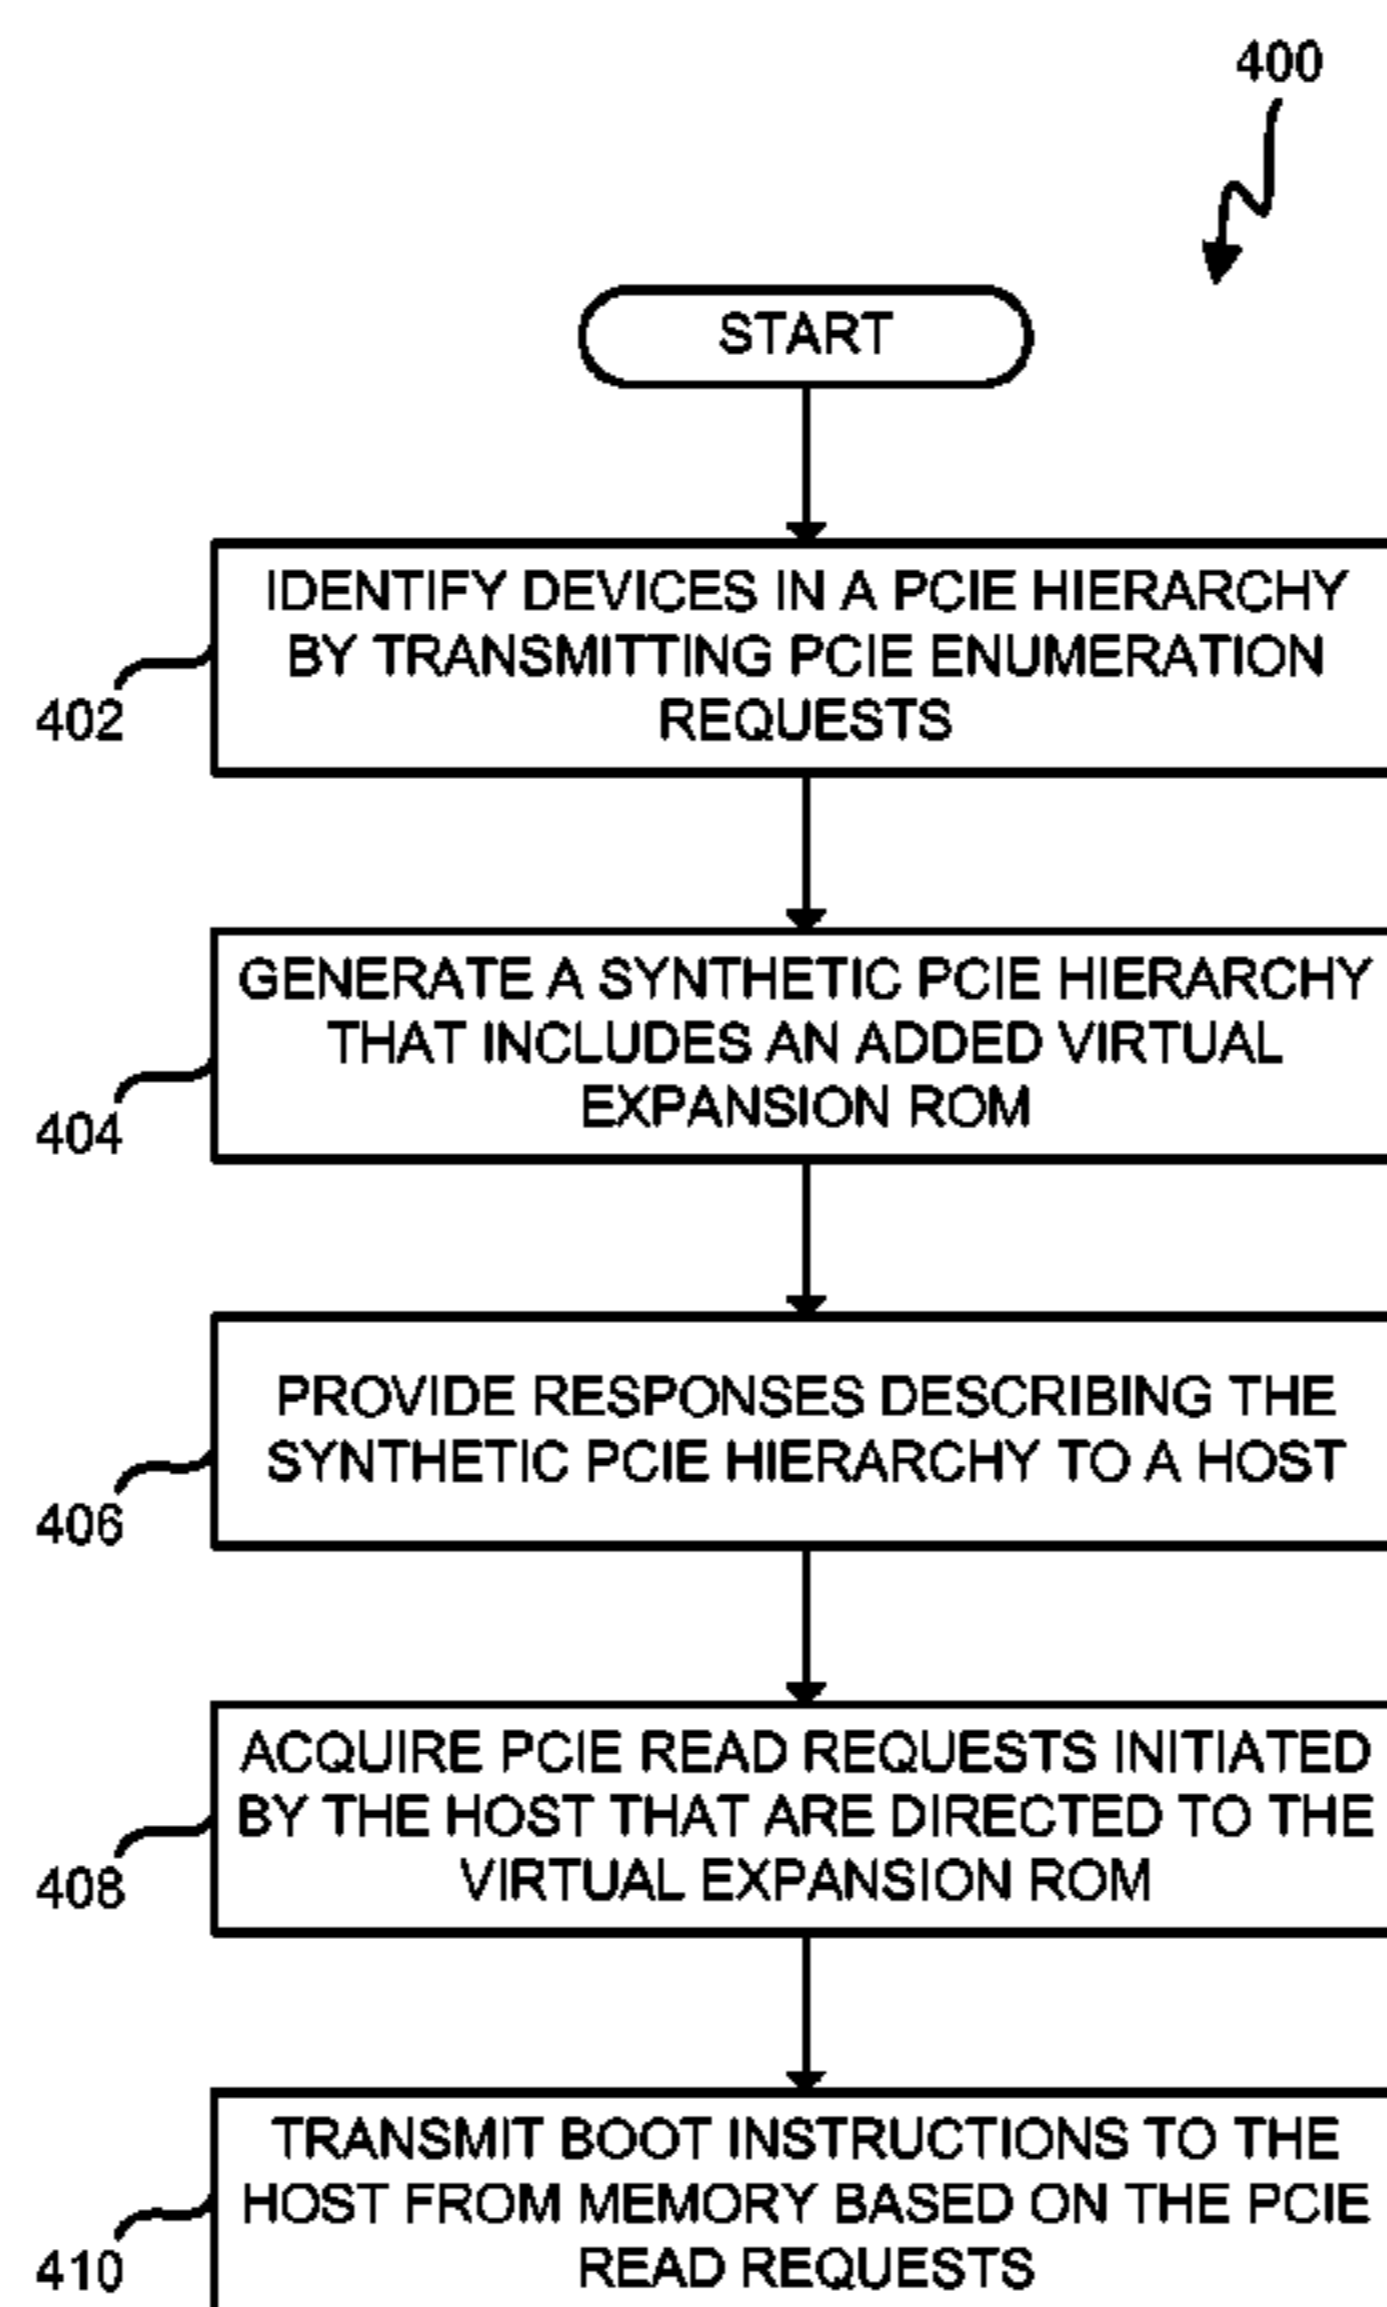 400
START
IDENTIFY DEVICES IN A PCIE HIERARCHY
BY TRANSMITTING PCIE ENUMERATION
REQUESTS
402
GENERATE A SYNTHETIC PCIE HIERARCHY
THAT INCLUDES AN ADDED VIRTUAL
EXPANSION ROM
404
PROVIDE RESPONSES DESCRIBING THE
SYNTHETIC PCIE HIERARCHY TO A HOST
406
ACQUIRE PCIE READ REQUESTS INITIATED
BY THE HOST THAT ARE DIRECTED TO THE
VIRTUAL EXPANSION ROM
408
TRANSMIT BOOT INSTRUCTIONS TO THE
HOST FROM MEMORY BASED ON THE PCIE
READ REQUESTS
410